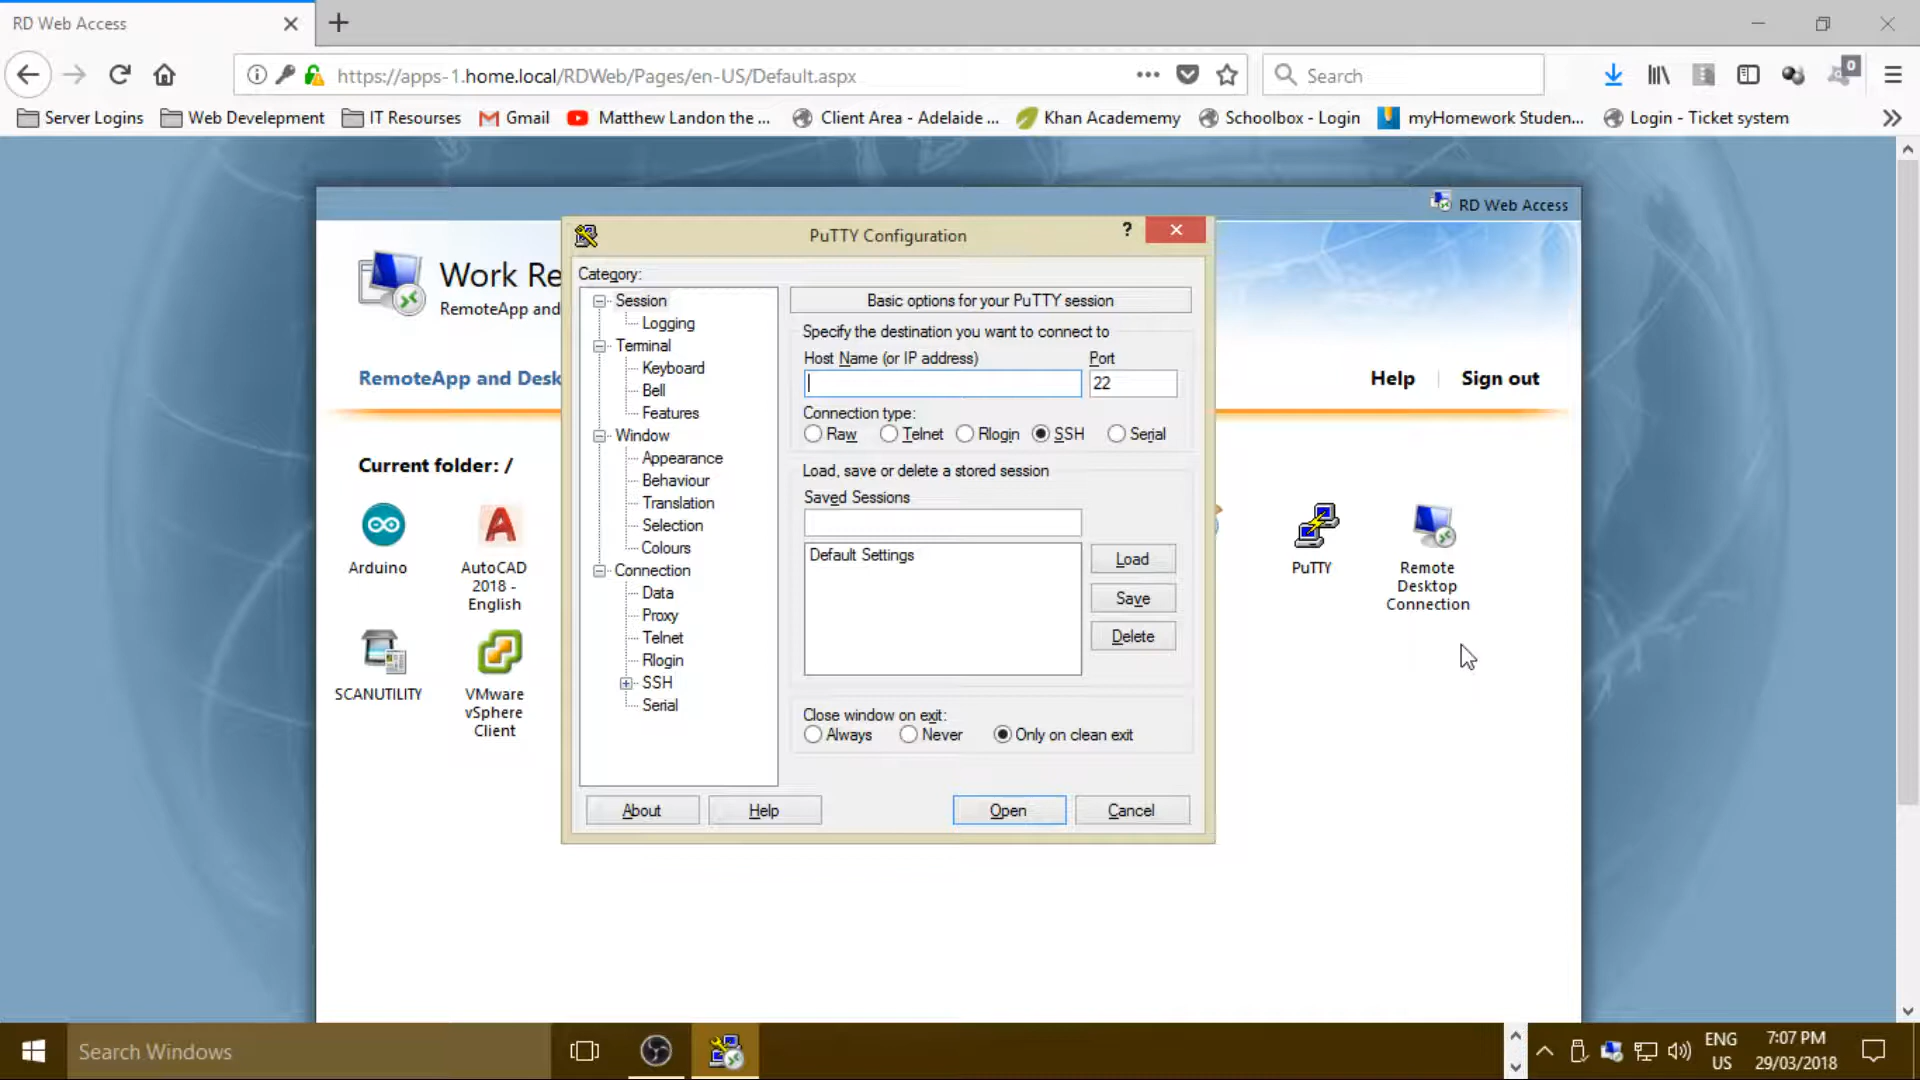 RD Web Access
https://apps-1.home.local/RDWeb/Pages/en-US/Default.aspx
Search
0
Server Logins
Web Develepment
IT Resourses
Gmail
Matthew Landon the ...
Client Area - Adelaide ...
Khan Academemy
Schoolbox - Login
myHomework Studen...
Login - Ticket system
RD Web Access
Work Re
RemoteApp and
RemoteApp and Desk
Help
Sign out
Current folder: /
Arduino
AutoCAD
2018 -
English
PuTTY
Remote
Desktop
Connection
SCANUTILITY
VMware
vSphere
Client
PuTTY Configuration
?
Category:
Session
Logging
Terminal
Keyboard
Bell
Features
Window
Appearance
Behaviour
Translation
Selection
Colours
Connection
Data
Proxy
Telnet
Rlogin
SSH
Serial
Basic options for your PuTTY session
Specify the destination you want to connect to
Host Name (or IP address)
Port
22
Connection type:
Raw
Telnet
Rlogin
SSH
Serial
Load, save or delete a stored session
Saved Sessions
Default Settings
Load
Save
Delete
Close window on exit:
Always
Never
Only on clean exit
About
Help
Open
Cancel
Search Windows
ENG
US
7:07 PM
29/03/2018